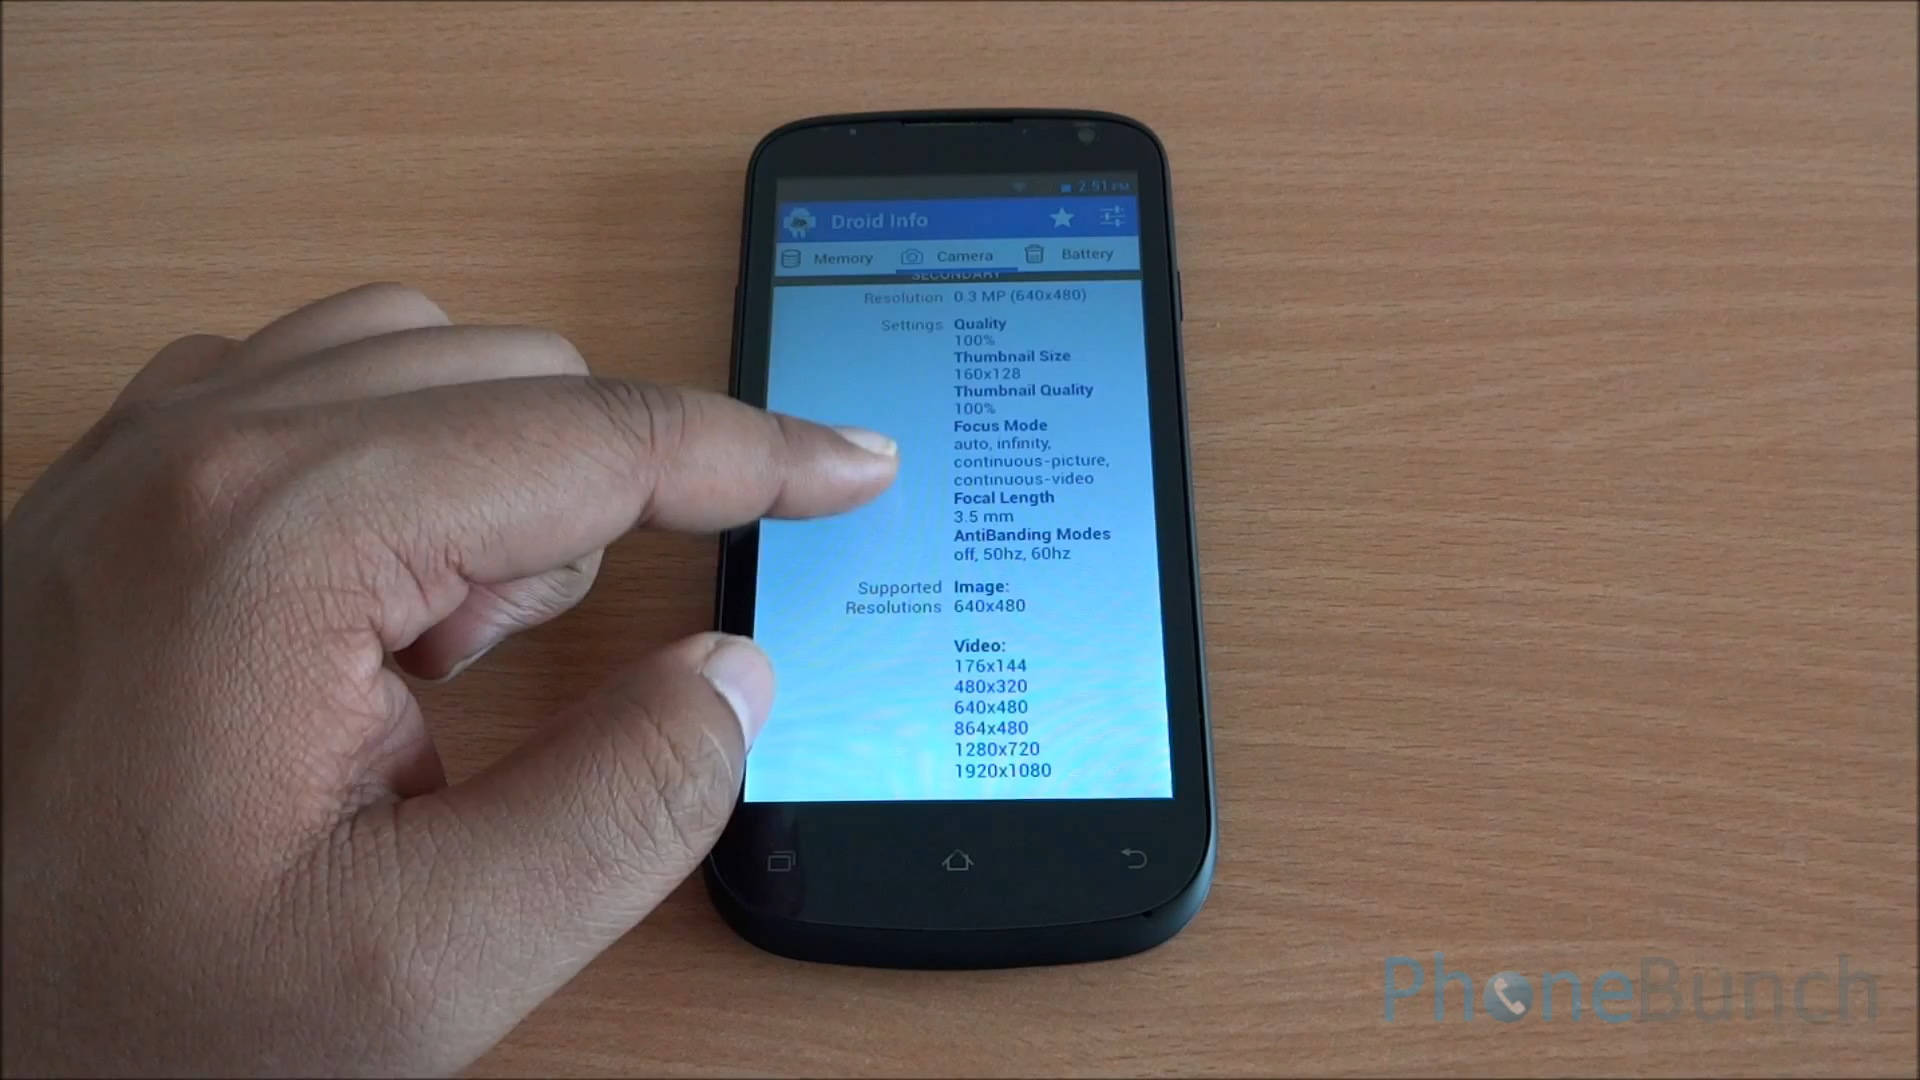 2:51 PM
Droid Info
Memory Camera Battery
SECONDARY
Resolution 0.3 MP (640x480)
Settings Quality
100%
Thumbnail Size
160x128
Thumbnail Quality
100%
Focus Mode
auto, infinity,
continuous-picture,
continuous-video
Focal Length
3.5 mm
AntiBanding Modes
off, 50hz, 60hz
Supported Image:
Resolutions 640x480
Video:
176x144
480x320
640x480
864x480
1280x720
1920x1080
PhoneBunch